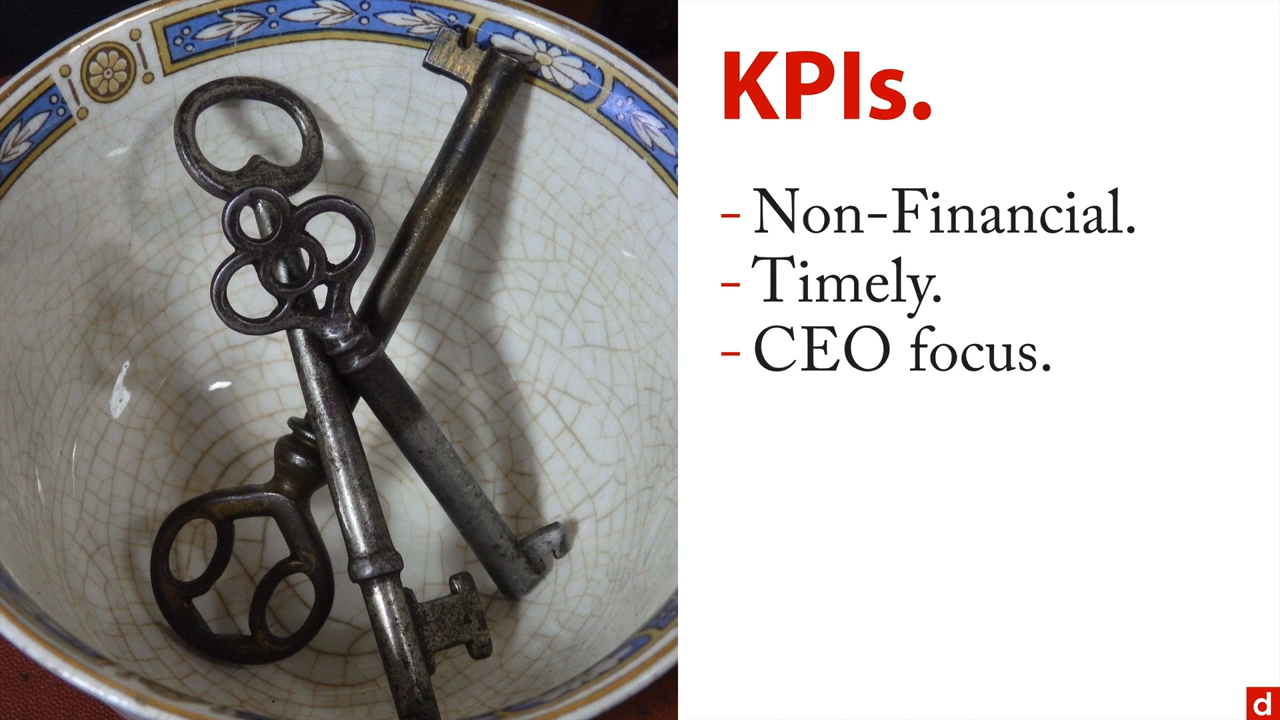 KPIs.
- Non-Financial.
- Timely.
- CEO focus.
d